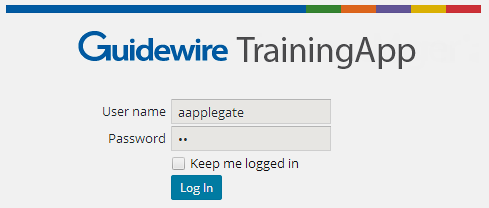 Guidewire TrainingApp
User name aapplegate
Password ••
Keep me logged in
Log In